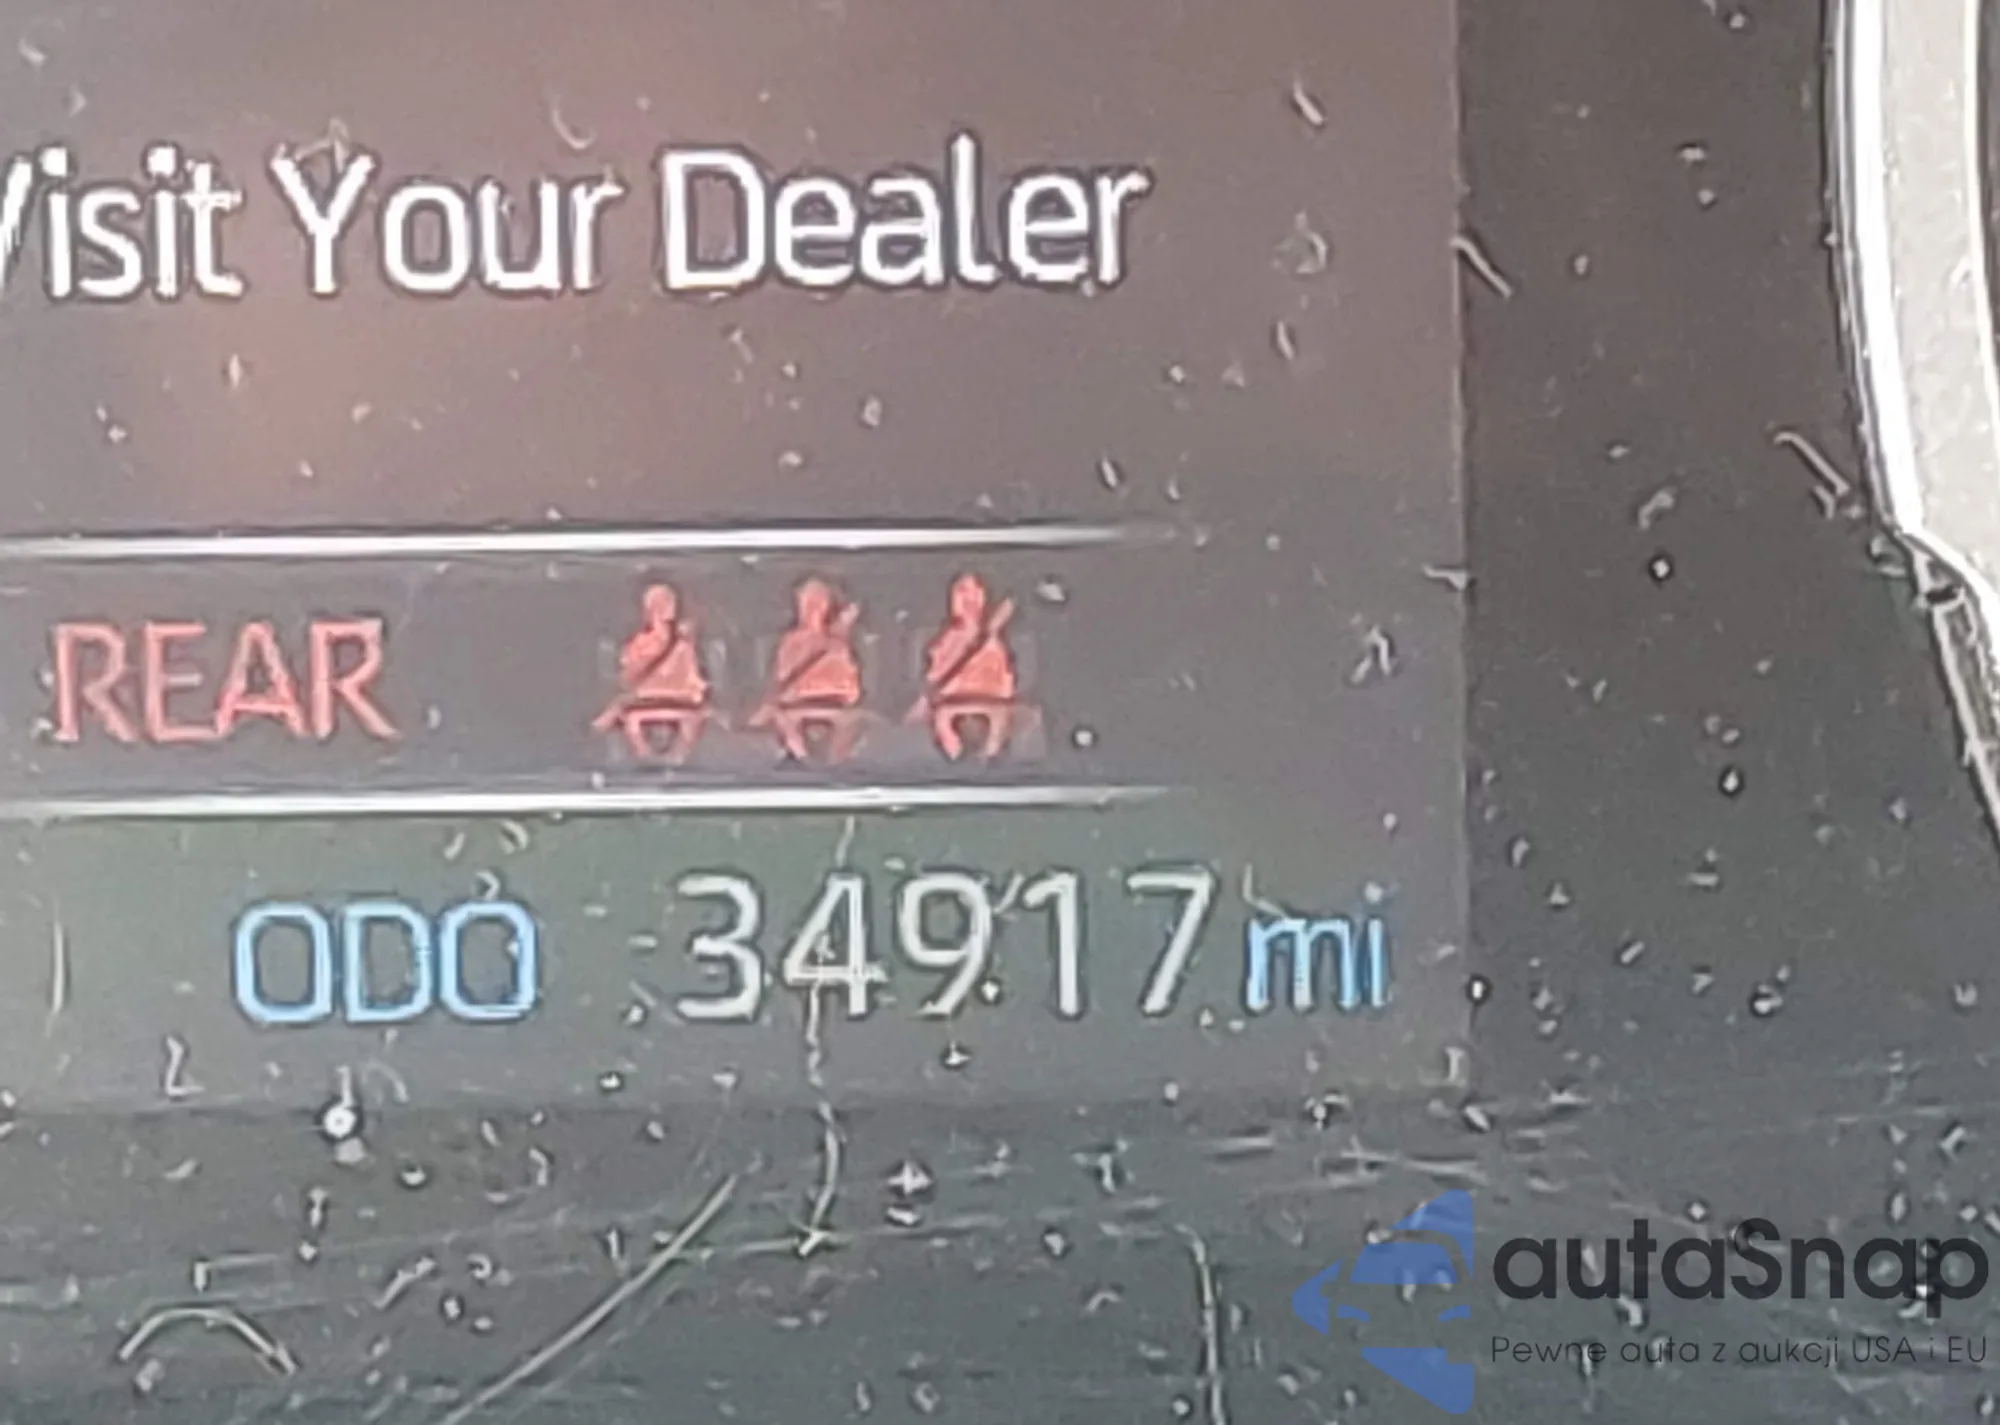 Visit Your Dealer
REAR
ODO 34917 mi
autaSnap
Pewne auta z aukcji USA i EU